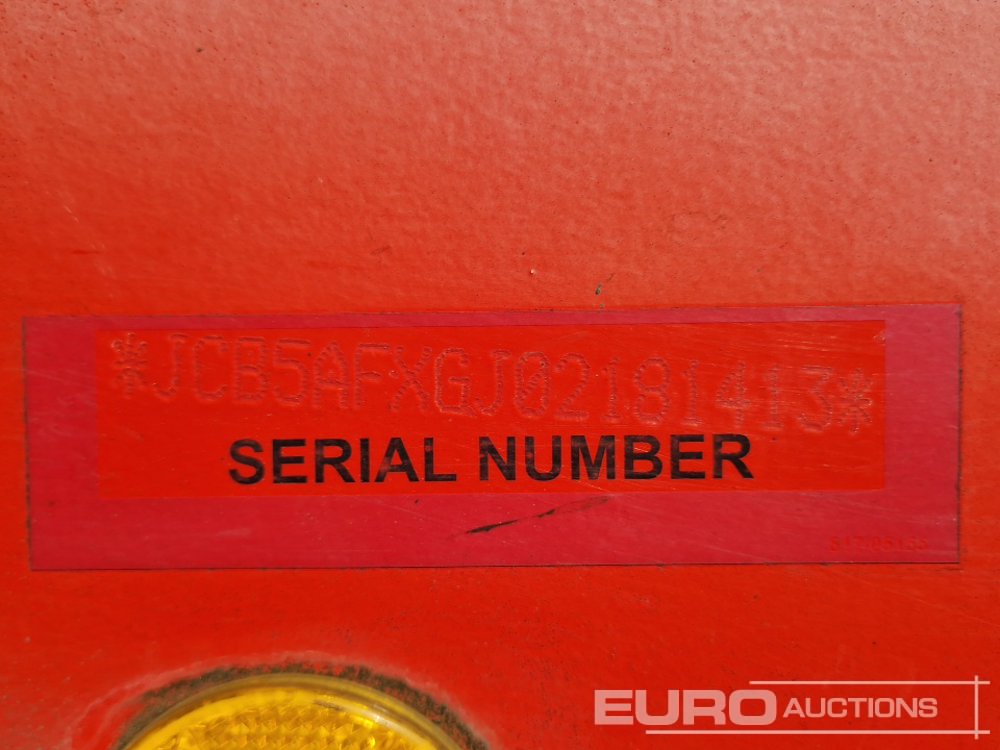 *JCB5AFXGJ02181413*
SERIAL NUMBER
EURO AUCTIONS